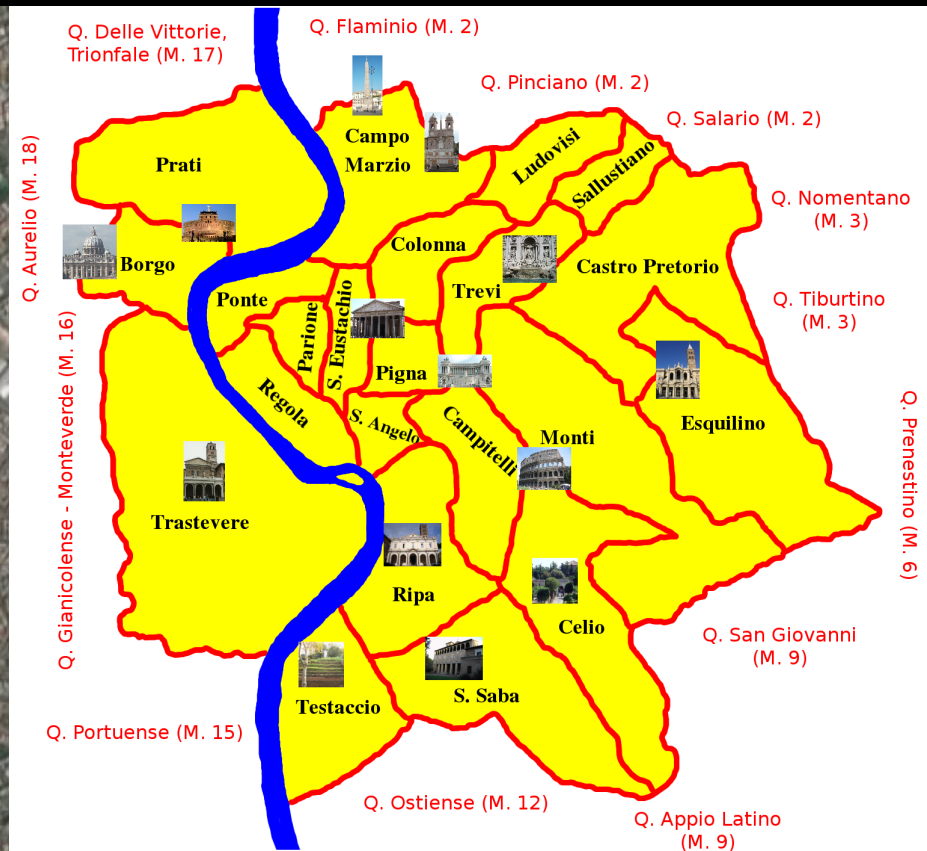 Q. Delle Vittorie,
Trionfale (M. 17)
Q. Flaminio (M. 2)
Q. Pinciano (M. 2)
Q. Salario (M. 2)
Q. Nomentano
(M. 3)
Q. Tiburtino
(M. 3)
Q. Prenestino (M. 6)
Q. San Giovanni
(M. 9)
Q. Appio Latino
(M. 9)
Q. Ostiense (M. 12)
Q. Portuense (M. 15)
Q. Gianicolense - Monteverde (M. 16)
Q. Aurelio (M. 18)
Prati
Campo
Marzio
Ludovisi
Sallustiano
Colonna
Borgo
Castro Pretorio
Trevi
Ponte
Parione
S. Eustachio
Pigna
Regola
S. Angelo
Campitelli
Monti
Esquilino
Trastevere
Ripa
Celio
S. Saba
Testaccio